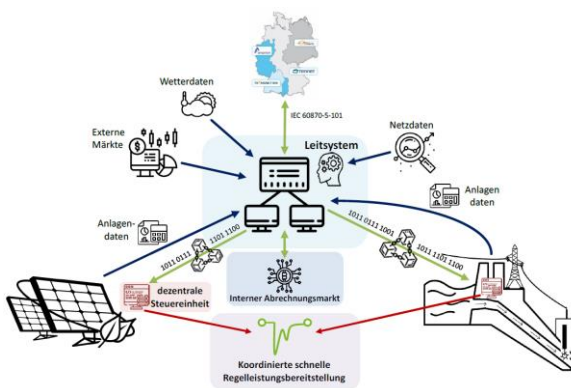 IEC 60870-5-101
Wetterdaten
Externe
Märkte
Leitsystem
Netzdaten
Anlagen-
daten
Anlagen
daten
1011 0111
1101 1100
1011 0111 1001
1011 1101 1100
dezentrale
Steuereinheit
Interner Abrechnungsmarkt
Koordinierte schnelle
Regelleistungsbereitstellung